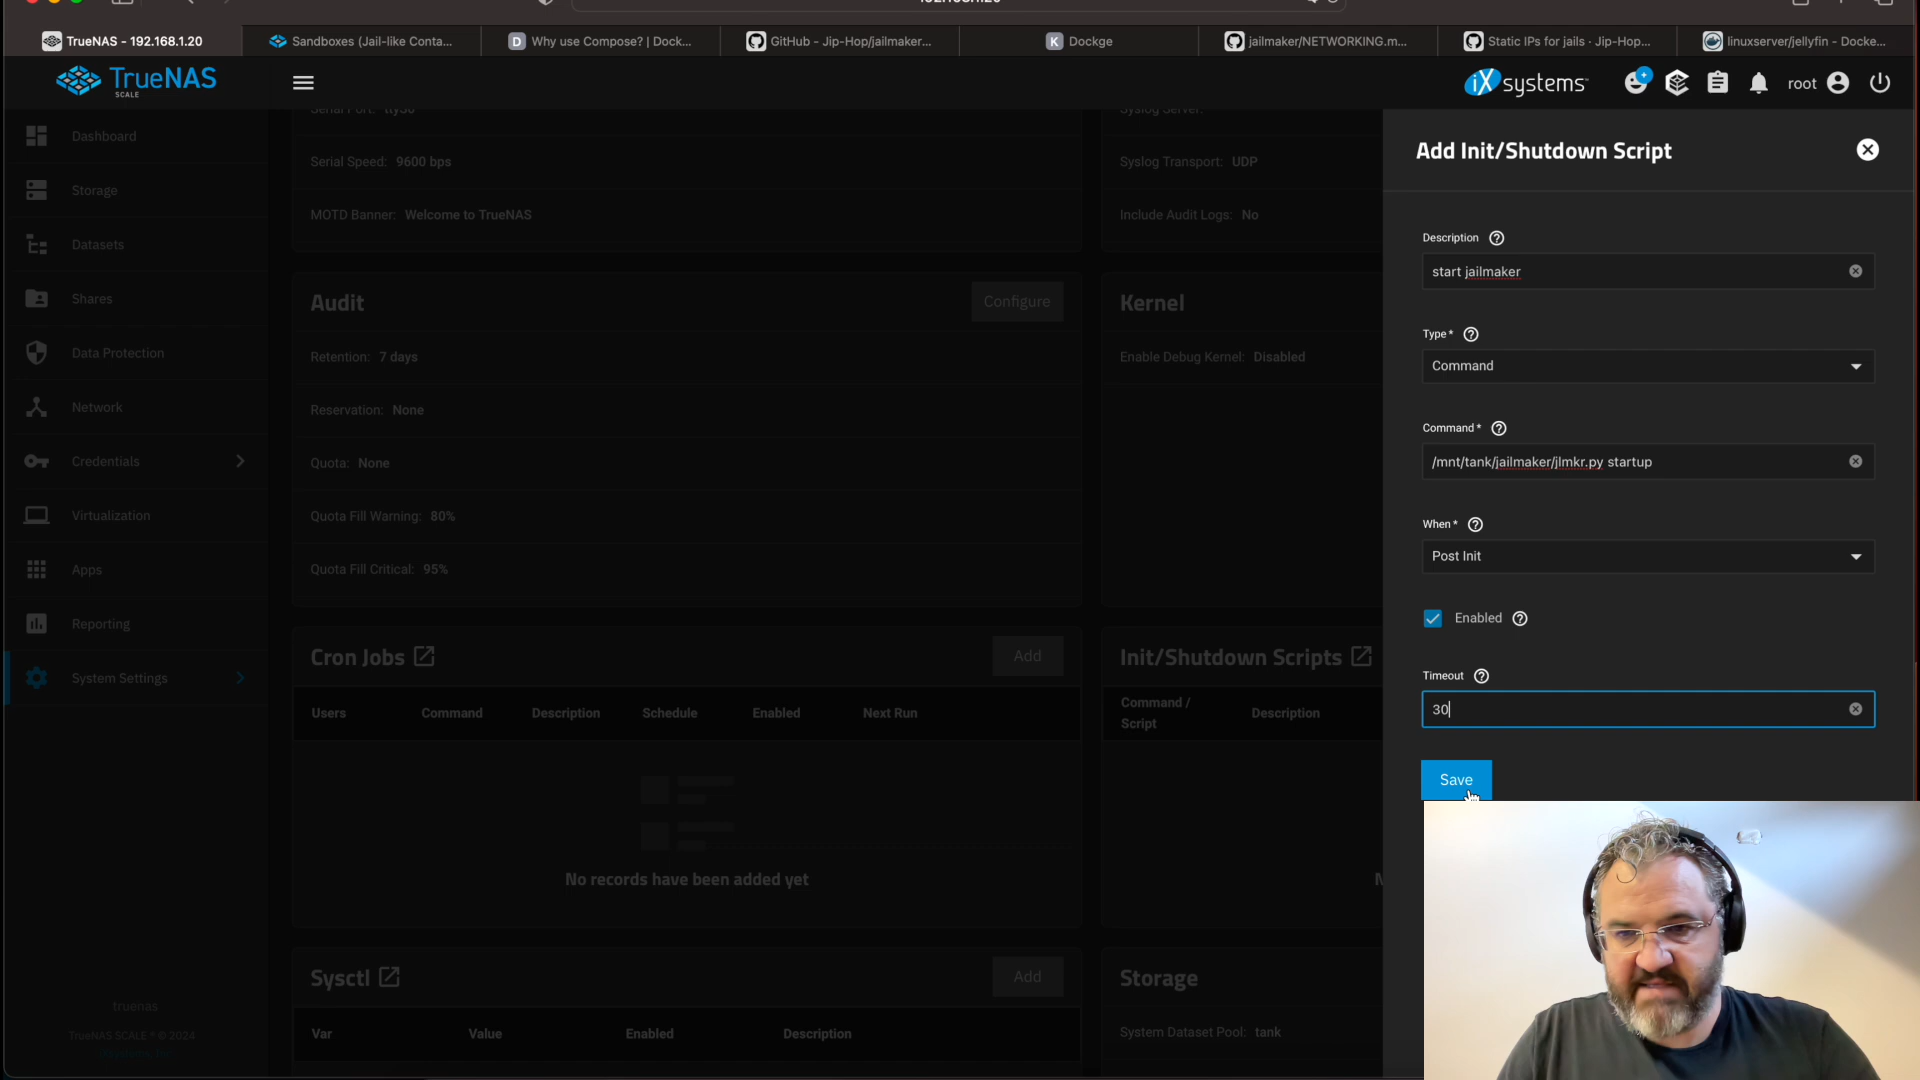 TrueNAS - 192.168.1.20
Sandboxes (Jail-like Conta...
D Why use Compose? | Dock...
GitHub - Jip-Hop/jailmaker...
K Dockge
jailmaker/NETWORKING.m...
Static IPs for jails · Jip-Hop...
linuxserver/jellyfin - Docke...
TrueNAS
SCALE
iXsystems
root
Dashboard
Storage
Datasets
Shares
Data Protection
Network
Credentials
Virtualization
Apps
Reporting
System Settings
truenas
TrueNAS SCALE ® © 2024
Serial Speed: 9600 bps
MOTD Banner: Welcome to TrueNAS
Syslog Transport: UDP
Include Audit Logs: No
Audit
Configure
Retention: 7 days
Reservation: None
Quota: None
Quota Fill Warning: 80%
Quota Fill Critical: 95%
Kernel
Enable Debug Kernel: Disabled
Cron Jobs
Add
Users Command Description Schedule Enabled Next Run
No records have been added yet
Init/Shutdown Scripts
Command /
Script
Description
Sysctl
Add
Var Value Enabled Description
Storage
System Dataset Pool: tank
Add Init/Shutdown Script
Description
start jailmaker
Type *
Command
Command *
/mnt/tank/jailmaker/jlmkr.py startup
When *
Post Init
Enabled
Timeout
30
Save